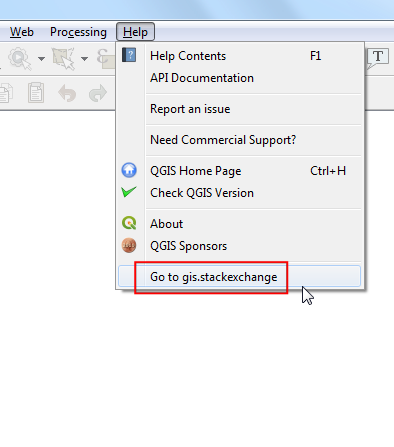 Web Processing Help
Help Contents F1
API Documentation
Report an issue
Need Commercial Support?
QGIS Home Page Ctrl+H
Check QGIS Version
About
QGIS Sponsors
Go to gis.stackexchange
T